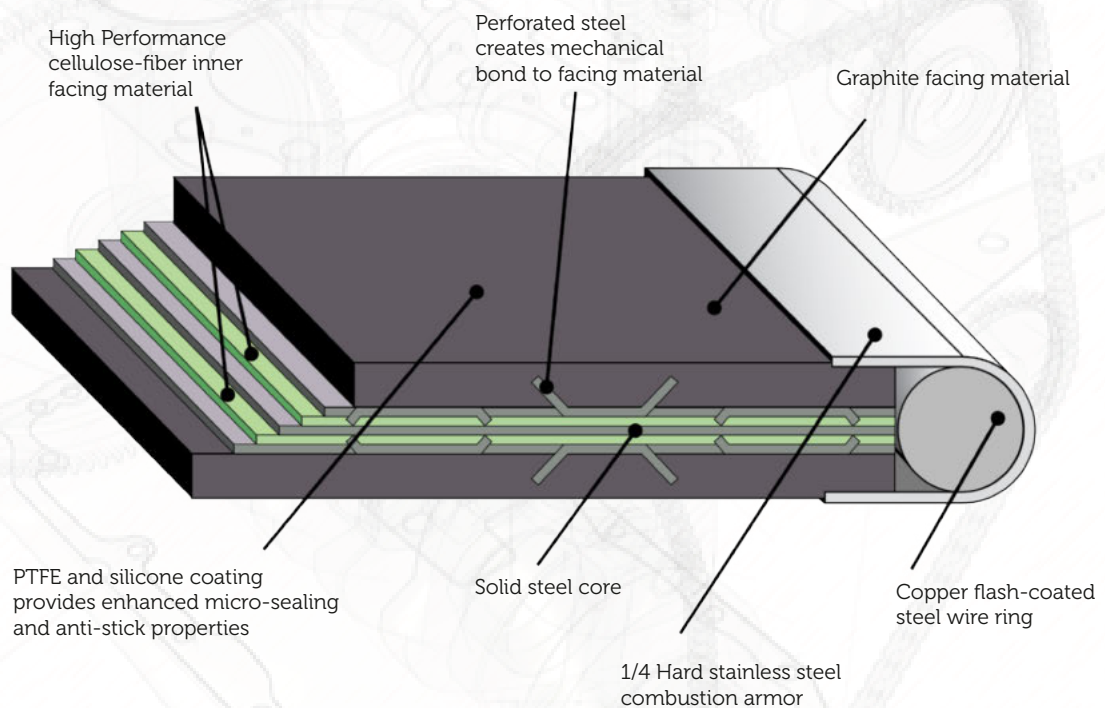 High Performance
cellulose-fiber inner
facing material
Perforated steel
creates mechanical
bond to facing material
Graphite facing material
PTFE and silicone coating
provides enhanced micro-sealing
and anti-stick properties
Solid steel core
1/4 Hard stainless steel
combustion armor
Copper flash-coated
steel wire ring